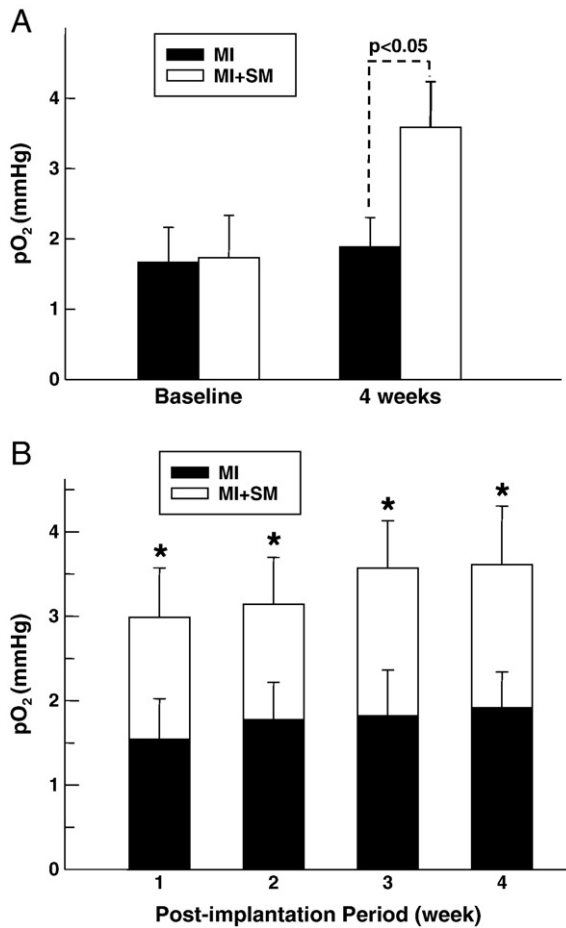 A
MI
MI+SM
p<0.05
pO₂ (mmHg)
4
3
2
1
0
Baseline
4 weeks
B
MI
MI+SM
*
*
*
*
pO₂ (mmHg)
4
3
2
1
0
1
2
3
4
Post-implantation Period (week)